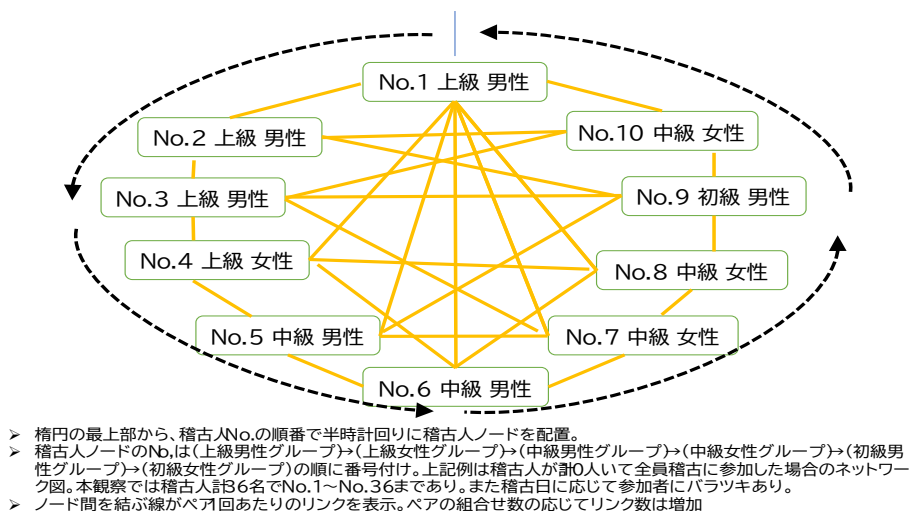 No.1 上級 男性
No.2 上級 男性
No.10 中級 女性
No.3 上級 男性
No.9 初級 男性
No.4 上級 女性
No.8 中級 女性
No.5 中級 男性
No.7 中級 女性
No.6 中級 男性
➢ 楕円の最上部から、稽古人No.の順番で半時計回りに稽古人ノードを配置。
➢ 稽古人ノードのNo,は(上級男性グループ)→(上級女性グループ)→(中級男性グループ)→(中級女性グループ)→(初級男
性グループ)→(初級女性グループ)の順に番号付け。上記例は稽古人が計10人いて全員稽古に参加した場合のネットワー
ク図。本観察では稽古人計36名でNo.1～No.36まであり。また稽古日に応じて参加者にバラツキあり。
➢ ノード間を結ぶ線がペア1回あたりのリンクを表示。ペアの組合せ数の応じてリンク数は増加